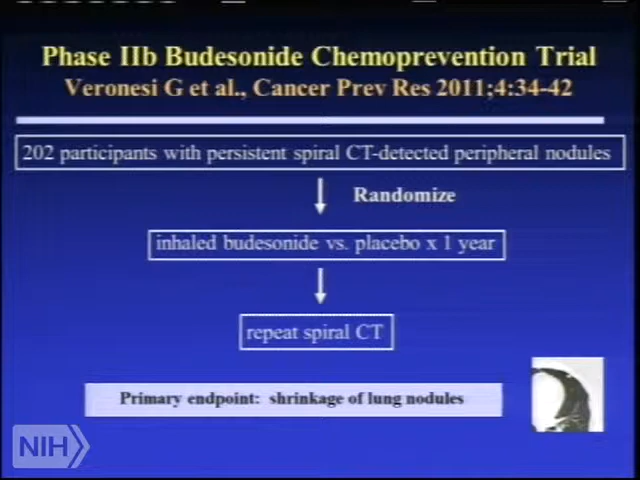 Phase IIb Budesonide Chemoprevention Trial
Veronesi G et al., Cancer Prev Res 2011;4:34-42
202 participants with persistent spiral CT-detected peripheral nodules
Randomize
inhaled budesonide vs. placebo x 1 year
repeat spiral CT
Primary endpoint: shrinkage of lung nodules
NIH